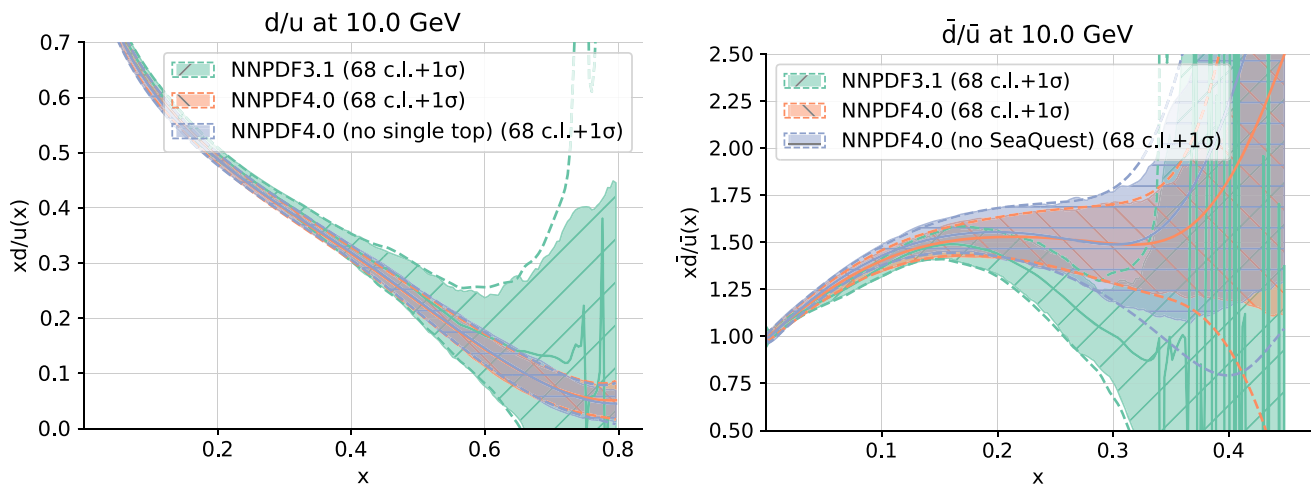 d/u at 10.0 GeV
0.7
0.6
0.5
0.4
0.3
0.2
0.1
0.0
xd/u(x)
NNPDF3.1 (68 c.l.+1σ)
NNPDF4.0 (68 c.l.+1σ)
NNPDF4.0 (no single top) (68 c.l.+1σ)
0.2 0.4 0.6 0.8
x
d̄/ū at 10.0 GeV
2.50
2.25
2.00
1.75
1.50
1.25
1.00
0.75
0.50
xd̄/ū(x)
NNPDF3.1 (68 c.l.+1σ)
NNPDF4.0 (68 c.l.+1σ)
NNPDF4.0 (no SeaQuest) (68 c.l.+1σ)
0.1 0.2 0.3 0.4
x